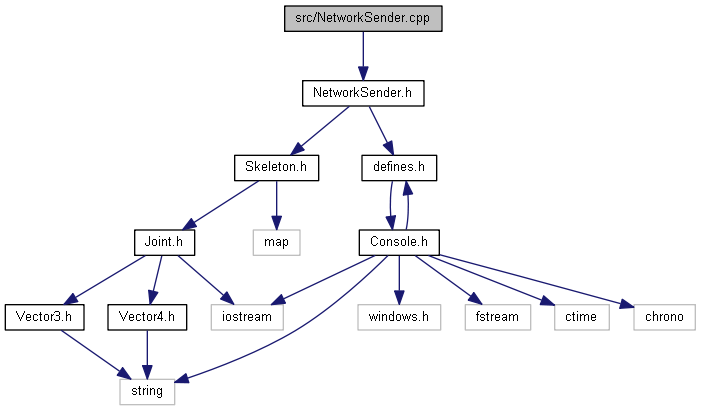 src/NetworkSender.cpp
NetworkSender.h
Skeleton.h
defines.h
Joint.h
map
Console.h
Vector3.h
Vector4.h
iostream
windows.h
fstream
ctime
chrono
string